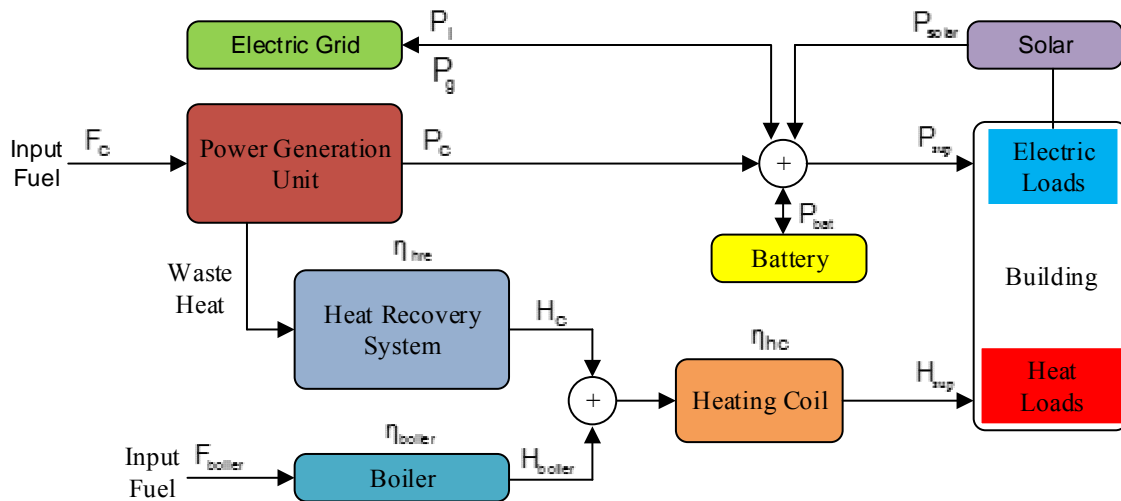 Electric Grid
P_i
P_g
P_solar
Solar
Input
Fuel
F_c
Power Generation
Unit
P_c
+
P_sup
Electric
Loads
P_bat
Battery
Building
Waste
Heat
η_hre
Heat Recovery
System
H_c
η_hc
+
Heating Coil
H_sup
Heat
Loads
Input
Fuel
F_boiler
η_boiler
Boiler
H_boiler